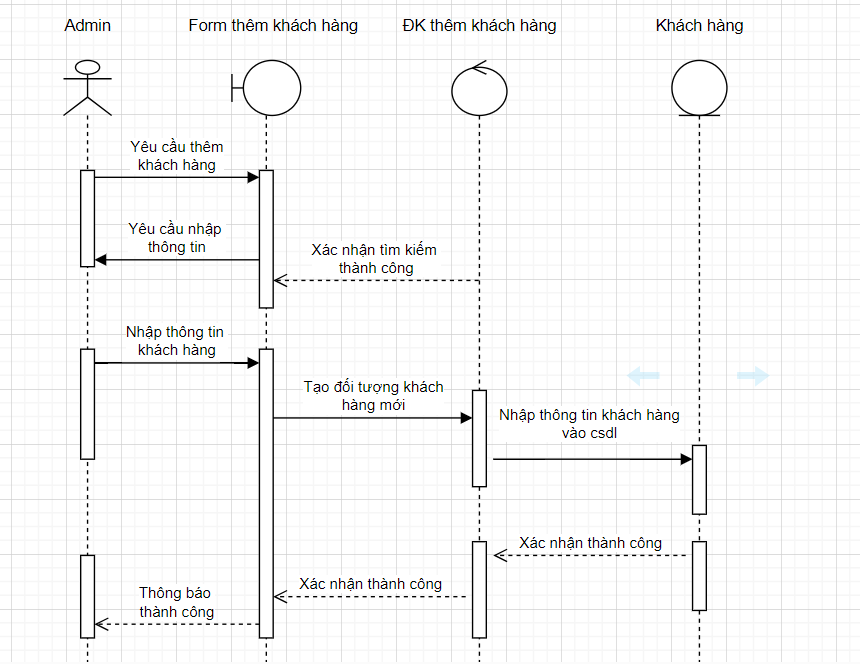 Admin
Form thêm khách hàng
ĐK thêm khách hàng
Khách hàng
Yêu cầu thêm
khách hàng
Yêu cầu nhập
thông tin
Xác nhận tìm kiếm
thành công
Nhập thông tin
khách hàng
Tạo đối tượng khách
hàng mới
Nhập thông tin khách hàng
vào csdl
Xác nhận thành công
Xác nhận thành công
Thông báo
thành công